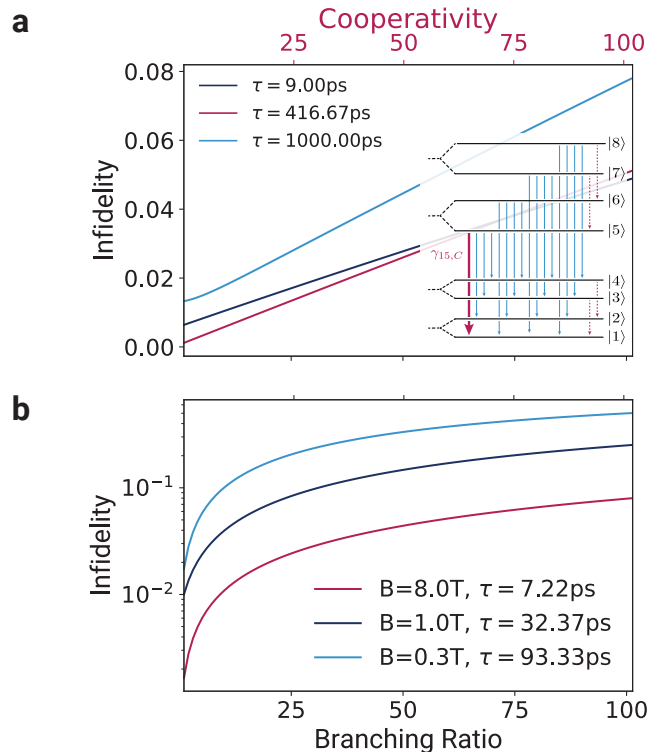 a
Cooperativity
25 50 75 100
0.08
0.06
0.04
0.02
0.00
Infidelity
τ = 9.00ps
τ = 416.67ps
τ = 1000.00ps
|8⟩
|7⟩
|6⟩
|5⟩
γ15,C
|4⟩
|3⟩
|2⟩
|1⟩
b
Infidelity
10⁻¹
10⁻²
B=8.0T, τ = 7.22ps
B=1.0T, τ = 32.37ps
B=0.3T, τ = 93.33ps
25 50 75 100
Branching Ratio